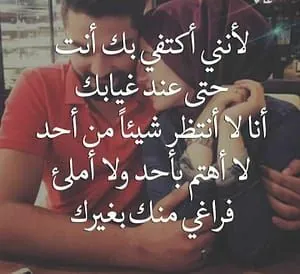 لأنني أكتفي بك أنت
حتى عند غيابك
أنا لا أنتظر شيئاً من أحد
لا أهتم بأحد ولا أملئ
فراغي منك بغيرك